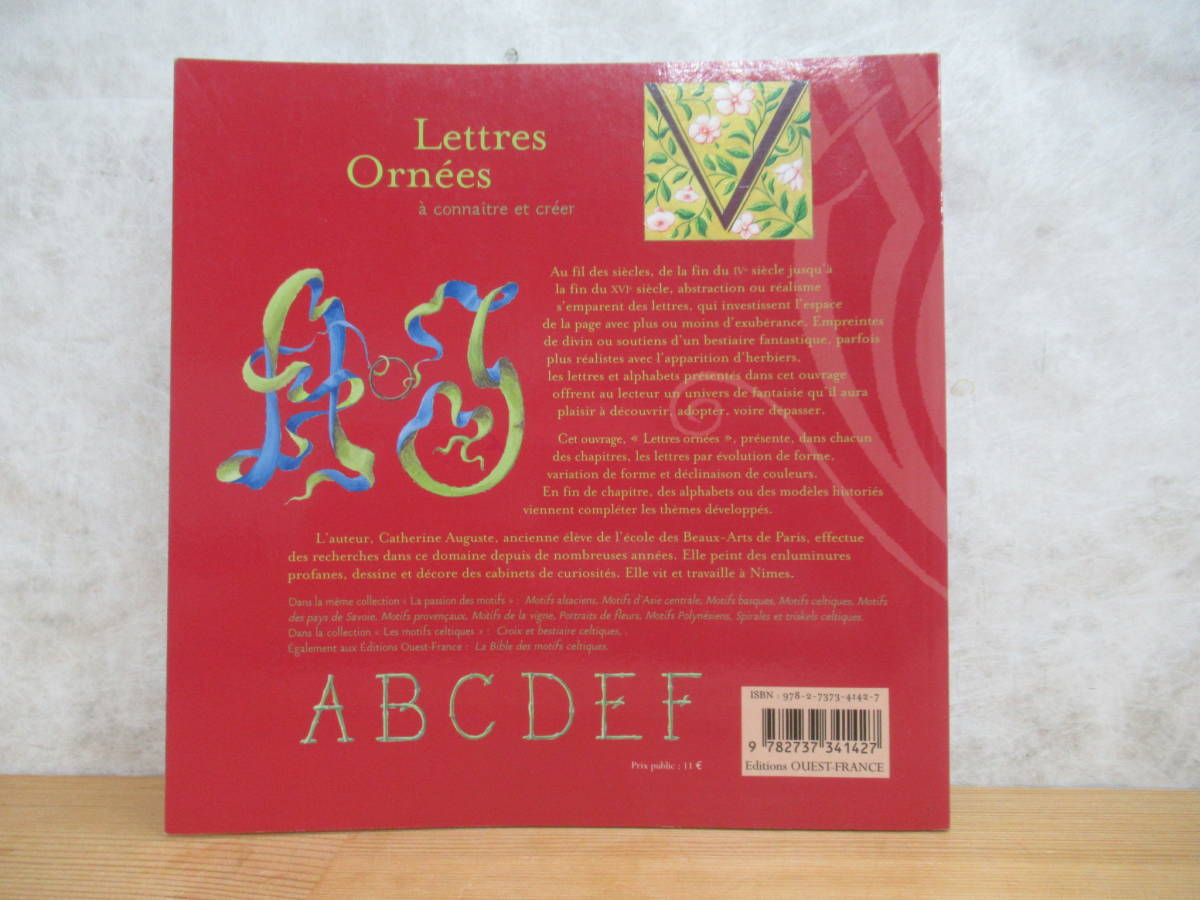 Lettres
Ornées
à connaître et créer
V
Au fil des siècles, de la fin du IVe siècle jusqu'à
la fin du XVIe siècle, abstraction ou réalisme
s'emparent des lettres, qui investissent l'espace
de la page avec plus ou moins d'exubérance. Empreintes
de divin ou soutiens d'un bestiaire fantastique, parfois
plus réalistes avec l'apparition d'herbiers,
les lettres et alphabets présentés dans cet ouvrage
offrent au lecteur un univers de fantaisie qu'il aura
plaisir à découvrir, adopter, voire dépasser.
Cet ouvrage, « Lettres ornées », présente, dans chacun
des chapitres, les lettres par évolution de forme,
variation de forme et déclinaison de couleurs.
En fin de chapitre, des alphabets ou des modèles historiés
viennent compléter les thèmes développés.
L'auteur, Catherine Auguste, ancienne élève de l'école des Beaux-Arts de Paris, effectue
des recherches dans ce domaine depuis de nombreuses années. Elle peint des enluminures
profanes, dessine et décore des cabinets de curiosités. Elle vit et travaille à Nîmes.
Dans la même collection « La passion des motifs » : Motifs alsaciens, Motifs d'Asie centrale, Motifs basques, Motifs celtiques, Motifs
des pays de Savoie, Motifs provençaux, Motifs de la vigne, Portraits de fleurs, Motifs Polynésiens, Spirales et triskels celtiques.
Dans la collection « Les motifs celtiques » : Croix et bestiaire celtiques, .
Également aux Éditions Ouest-France : La Bible des motifs celtiques.
A B C D E F
Prix public : 11 €
ISBN : 978-2-7373-4142-7
9 782737 341427
Editions OUEST-FRANCE